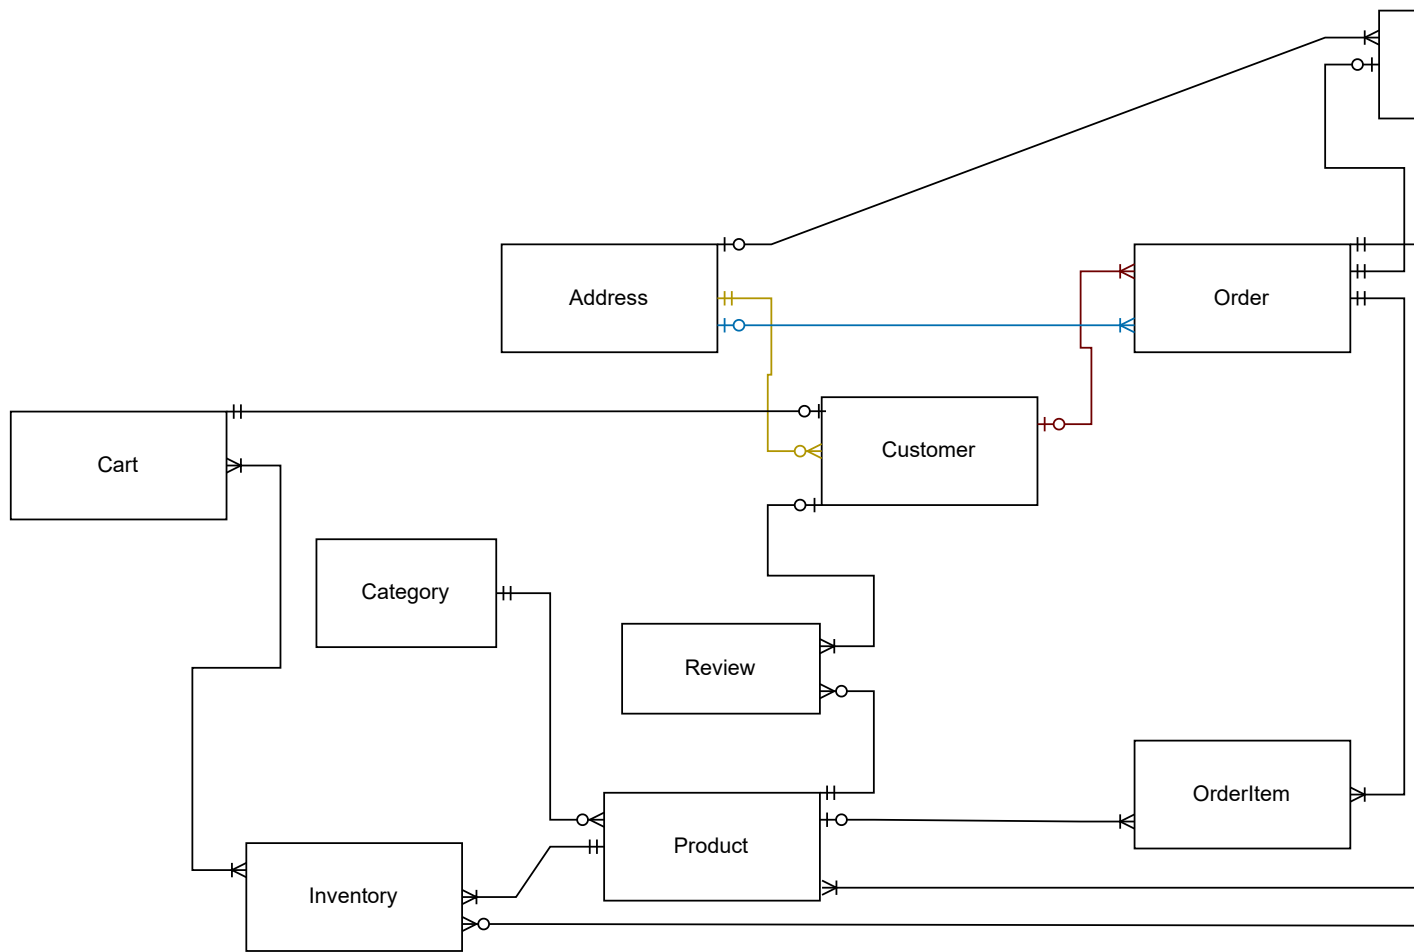 Address
Order
Customer
Cart
Category
Review
OrderItem
Product
Inventory